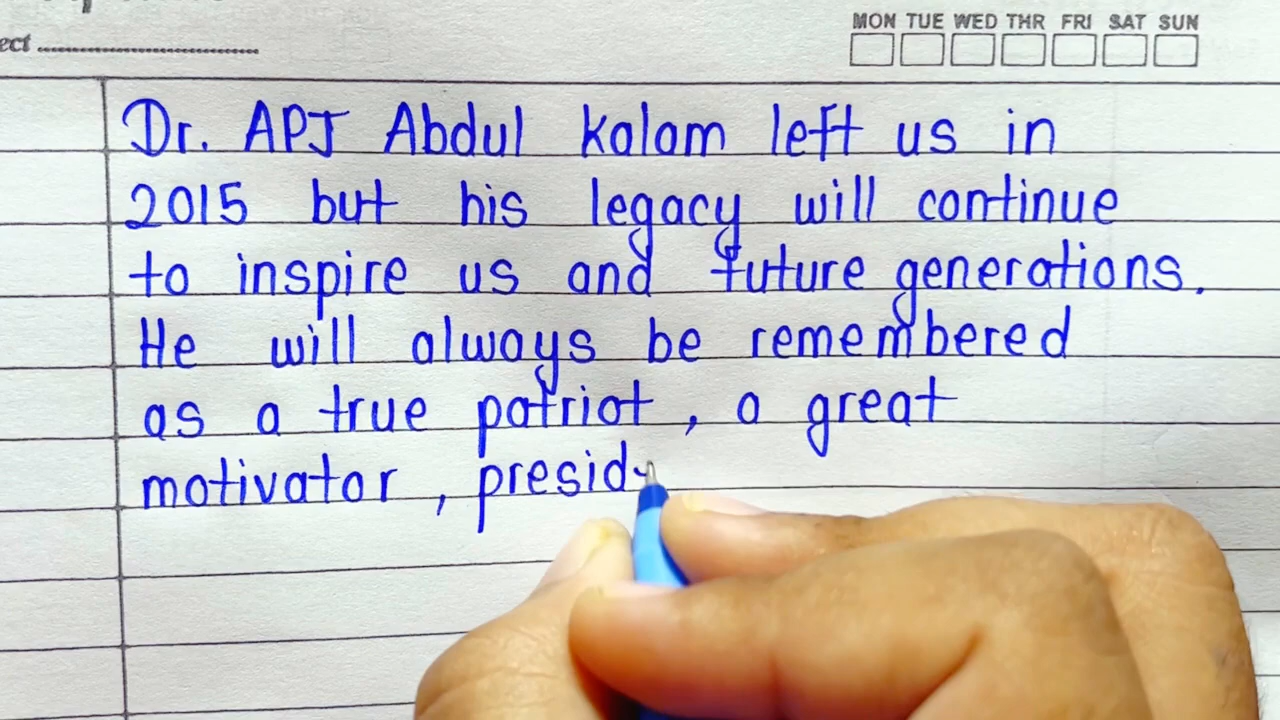 ect
MON TUE WED THR FRI SAT SUN
Dr. APJ Abdul Kalam left us in
2015 but his legacy will continue
to inspire us and future generations.
He will always be remembered
as a true patriot, a great
motivator, presid